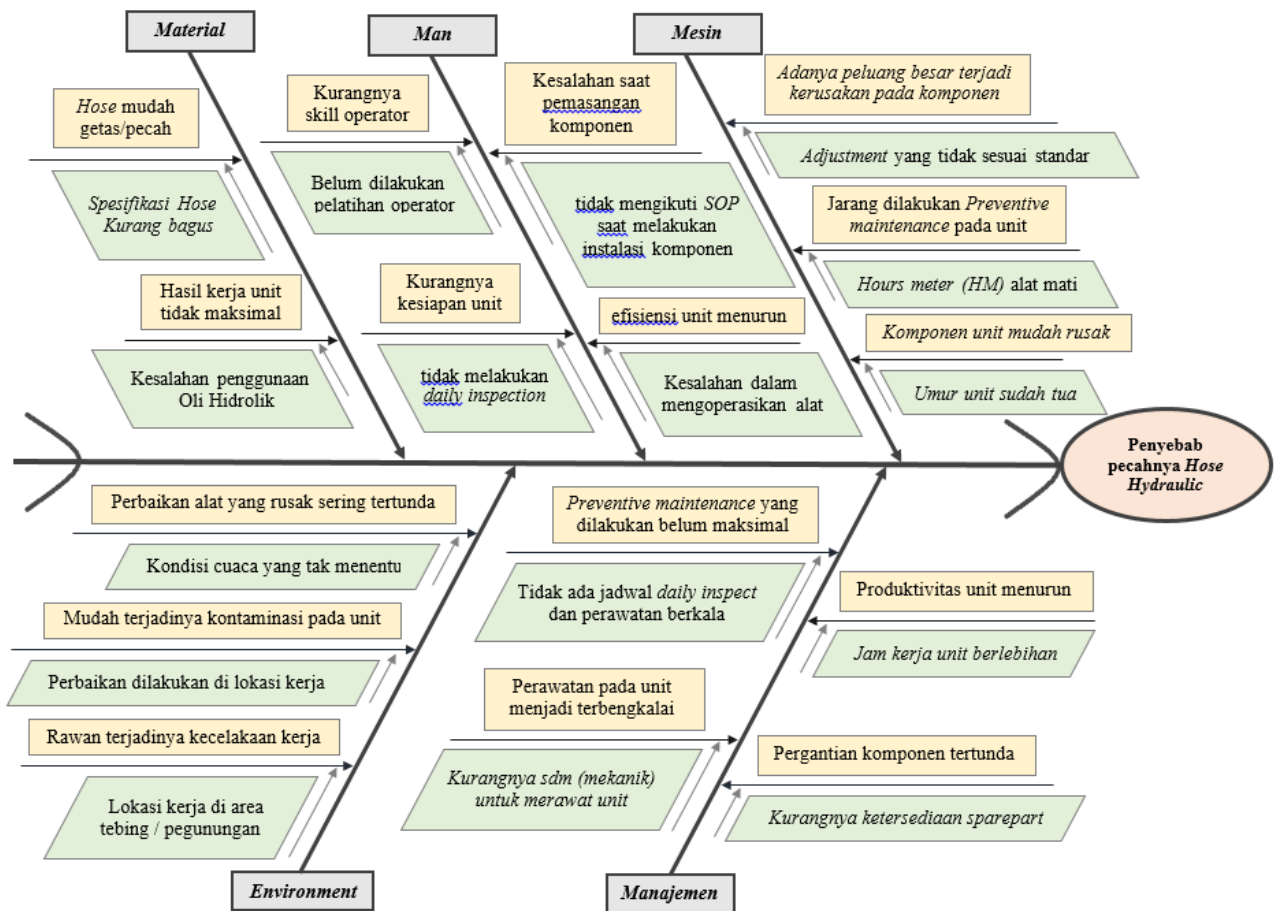 Material
Man
Mesin
Hose mudah
getas/pecah
Spesifikasi Hose
Kurang bagus
Hasil kerja unit
tidak maksimal
Kesalahan penggunaan
Oli Hidrolik
Kurangnya
skill operator
Belum dilakukan
pelatihan operator
Kurangnya
kesiapan unit
tidak melakukan
daily inspection
Kesalahan saat
pemasangan
komponen
tidak mengikuti SOP
saat melakukan
instalasi komponen
efisiensi unit menurun
Kesalahan dalam
mengoperasikan alat
Adanya peluang besar terjadi
kerusakan pada komponen
Adjustment yang tidak sesuai standar
Jarang dilakukan Preventive
maintenance pada unit
Hours meter (HM) alat mati
Komponen unit mudah rusak
Umur unit sudah tua
Penyebab
pecahnya Hose
Hydraulic
Perbaikan alat yang rusak sering tertunda
Kondisi cuaca yang tak menentu
Mudah terjadinya kontaminasi pada unit
Perbaikan dilakukan di lokasi kerja
Rawan terjadinya kecelakaan kerja
Lokasi kerja di area
tebing / pegunungan
Preventive maintenance yang
dilakukan belum maksimal
Tidak ada jadwal daily inspect
dan perawatan berkala
Perawatan pada unit
menjadi terbengkalai
Kurangnya sdm (mekanik)
untuk merawat unit
Produktivitas unit menurun
Jam kerja unit berlebihan
Pergantian komponen tertunda
Kurangnya ketersediaan sparepart
Environment
Manajemen